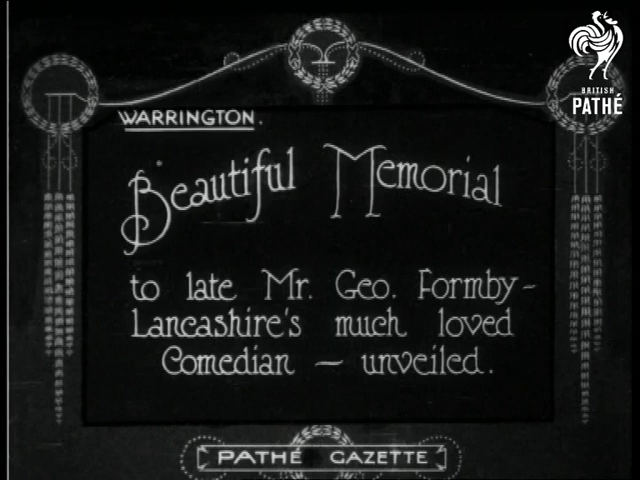 BRITISH
PATHÉ
WARRINGTON.
Beautiful Memorial
to late Mr. Geo. Formby-
Lancashire's much loved
Comedian — unveiled.
PATHÉ GAZETTE